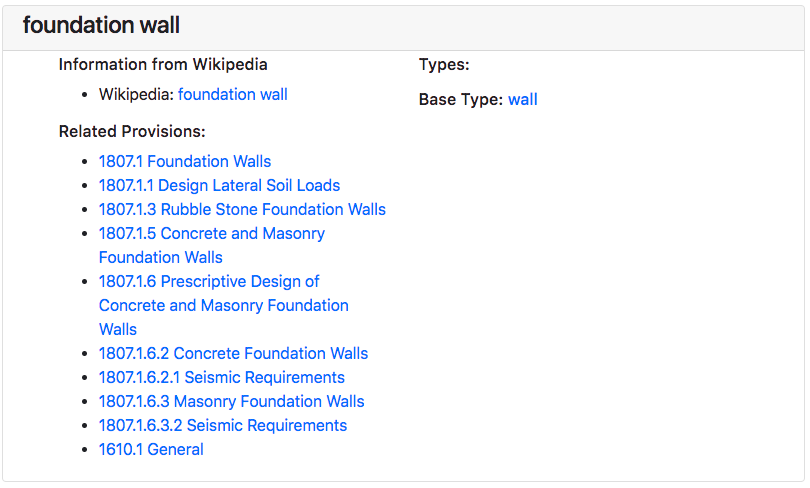 foundation wall
Information from Wikipedia
Wikipedia: foundation wall
Related Provisions:
1807.1 Foundation Walls
1807.1.1 Design Lateral Soil Loads
1807.1.3 Rubble Stone Foundation Walls
1807.1.5 Concrete and Masonry
Foundation Walls
1807.1.6 Prescriptive Design of
Concrete and Masonry Foundation
Walls
1807.1.6.2 Concrete Foundation Walls
1807.1.6.2.1 Seismic Requirements
1807.1.6.3 Masonry Foundation Walls
1807.1.6.3.2 Seismic Requirements
1610.1 General
Types:
Base Type: wall